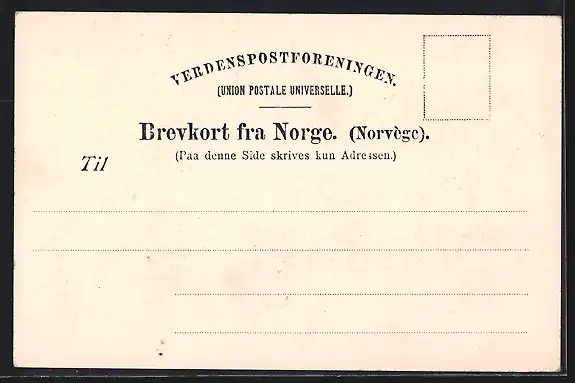 VERDENSPOSTFORENINGEN.
(UNION POSTALE UNIVERSELLE.)
Brevkort fra Norge. (Norvège).
(Paa denne Side skrives kun Adressen.)
Til